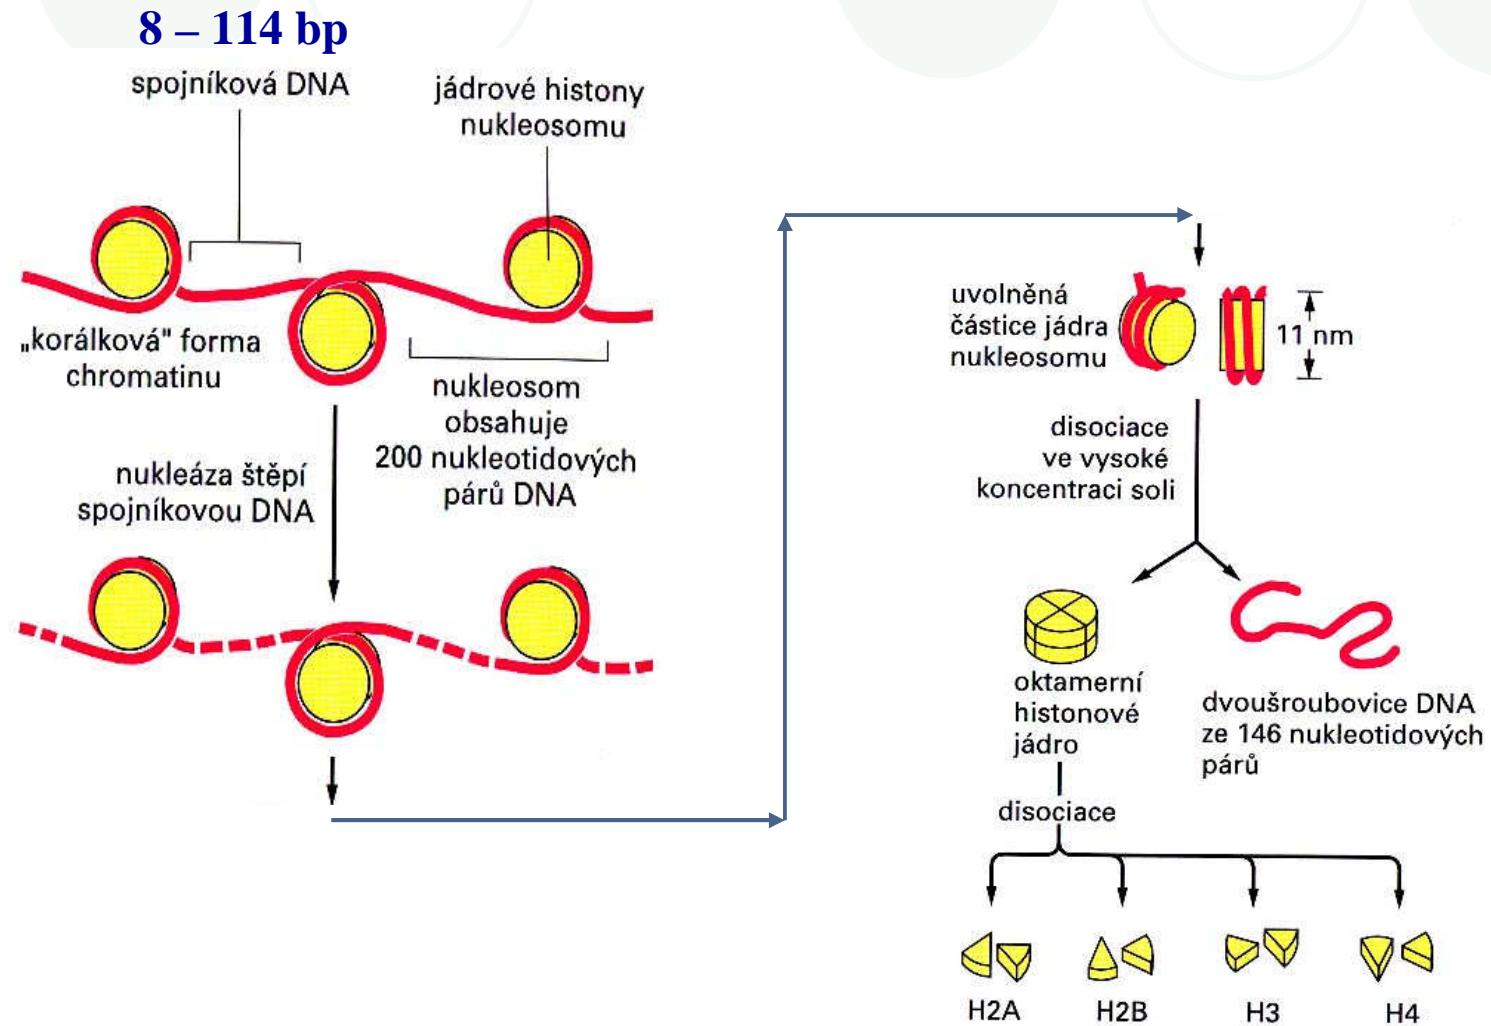 8 – 114 bp
spojníková DNA
jádrové histony
nukleosomu
„korálková" forma
chromatinu
nukleosom
obsahuje
200 nukleotidových
párů DNA
nukleáza štěpí
spojníkovou DNA
uvolněná
částice jádra
nukleosomu
11 nm
disociace
ve vysoké
koncentraci soli
oktamerní
histonové
jádro
dvoušroubovice DNA
ze 146 nukleotidových
párů
disociace
H2A
H2B
H3
H4